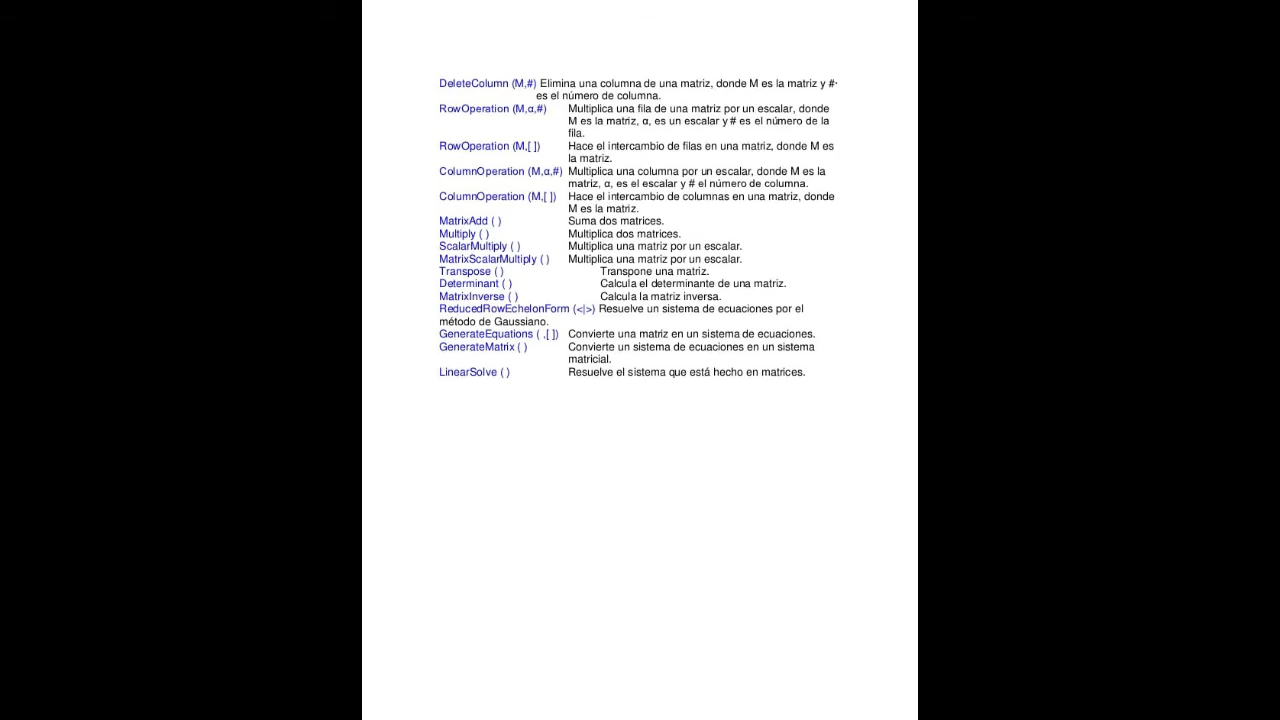 DeleteColumn (M,#) Elimina una columna de una matriz, donde M es la matriz y #·
es el número de columna.
RowOperation (M,α,#) Multiplica una fila de una matriz por un escalar, donde
M es la matriz, α, es un escalar y # es el número de la
fila.
RowOperation (M,[ ]) Hace el intercambio de filas en una matriz, donde M es
la matriz.
ColumnOperation (M,α,#) Multiplica una columna por un escalar, donde M es la
matriz, α, es el escalar y # el número de columna.
ColumnOperation (M,[ ]) Hace el intercambio de columnas en una matriz, donde
M es la matriz.
MatrixAdd ( ) Suma dos matrices.
Multiply ( ) Multiplica dos matrices.
ScalarMultiply ( ) Multiplica una matriz por un escalar.
MatrixScalarMultiply ( ) Multiplica una matriz por un escalar.
Transpose ( ) Transpone una matriz.
Determinant ( ) Calcula el determinante de una matriz.
MatrixInverse ( ) Calcula la matriz inversa.
ReducedRowEchelonForm (<|>) Resuelve un sistema de ecuaciones por el
método de Gaussiano.
GenerateEquations ( ,[ ]) Convierte una matriz en un sistema de ecuaciones.
GenerateMatrix ( ) Convierte un sistema de ecuaciones en un sistema
matricial.
LinearSolve ( ) Resuelve el sistema que está hecho en matrices.